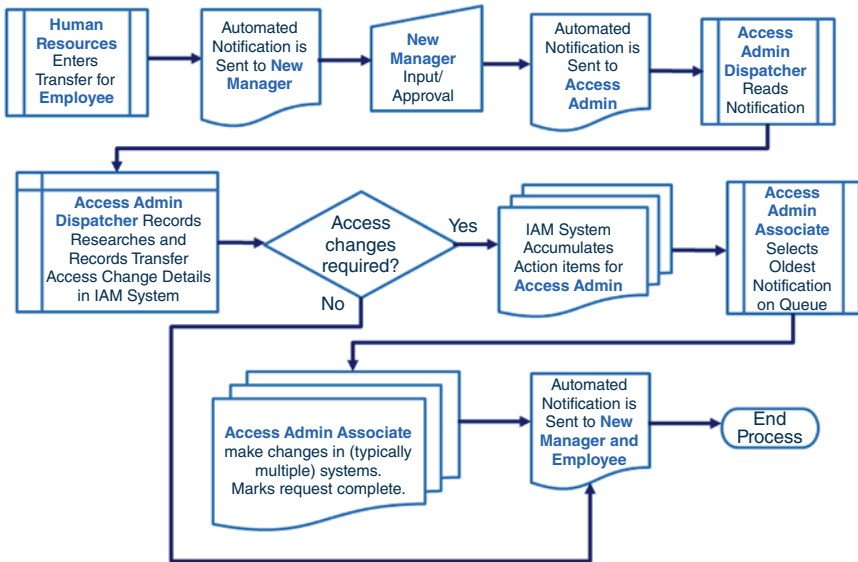 Human
Resources
Enters
Transfer for
Employee
Automated
Notification is
Sent to New
Manager
New
Manager
Input/
Approval
Automated
Notification is
Sent to
Access
Admin
Access
Admin
Dispatcher
Reads
Notification
Access Admin
Dispatcher Records
Researches and
Records Transfer
Access Change Details
in IAM System
Access
changes
required?
Yes
No
IAM System
Accumulates
Action items for
Access Admin
Access
Admin
Associate
Selects
Oldest
Notification
on Queue
Access Admin Associate
make changes in (typically
multiple) systems.
Marks request complete.
Automated
Notification is
Sent to New
Manager and
Employee
End
Process